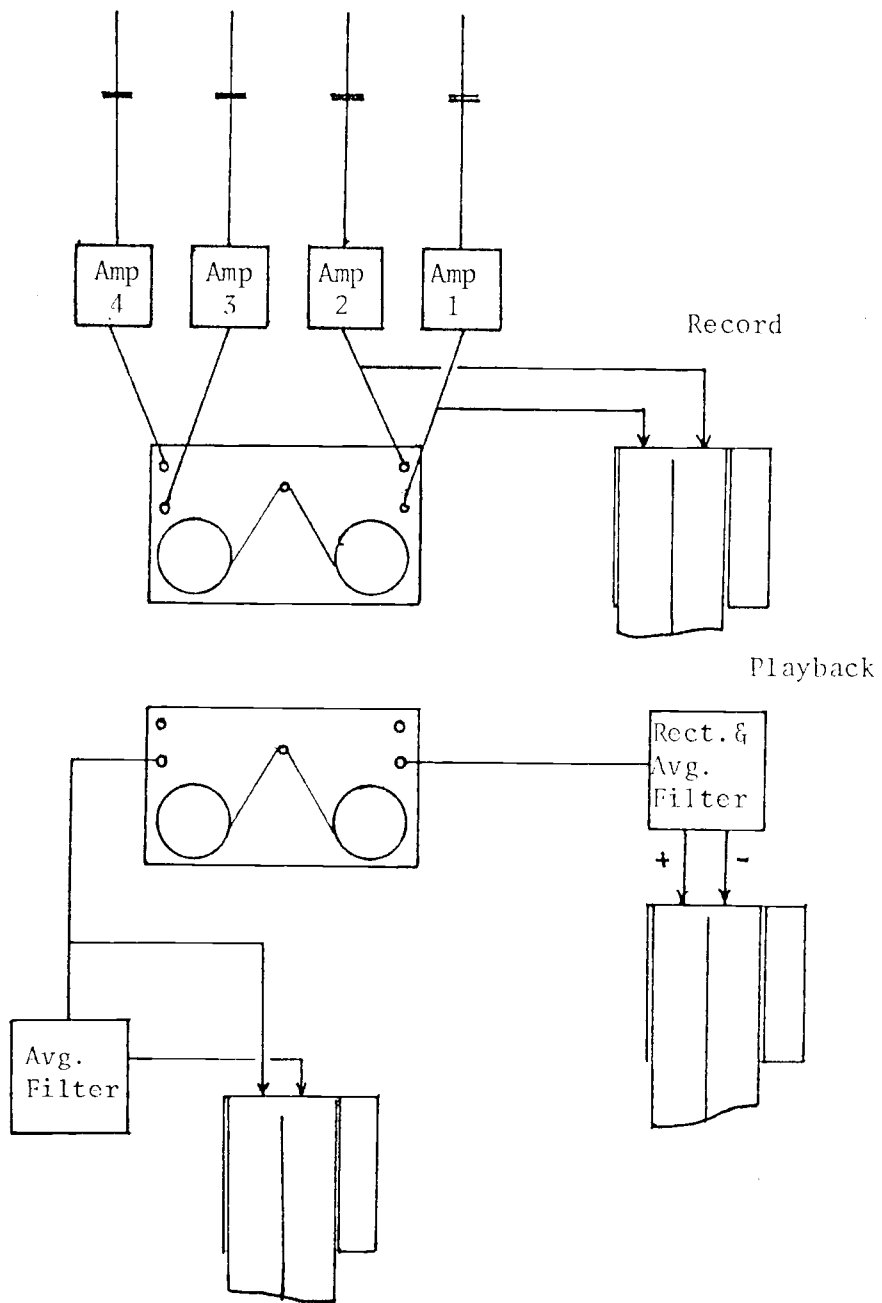 Amp
4
Amp
3
Amp
2
Amp
1
Record
Playback
Rect.&
Avg.
Filter
+ -
Avg.
Filter